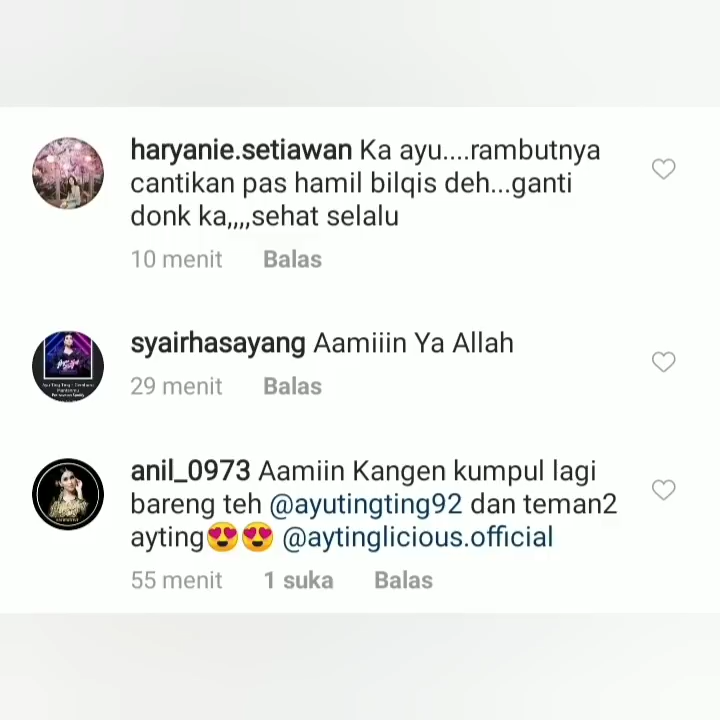 haryanie.setiawan Ka ayu....rambutnya
cantikan pas hamil bilqis deh...ganti
donk ka,,,,sehat selalu
10 menit Balas
syairhasayang Aamiiin Ya Allah
29 menit Balas
anil_0973 Aamiin Kangen kumpul lagi
bareng teh @ayutingting92 dan teman2
ayting😍😍 @aytinglicious.official
55 menit 1 suka Balas